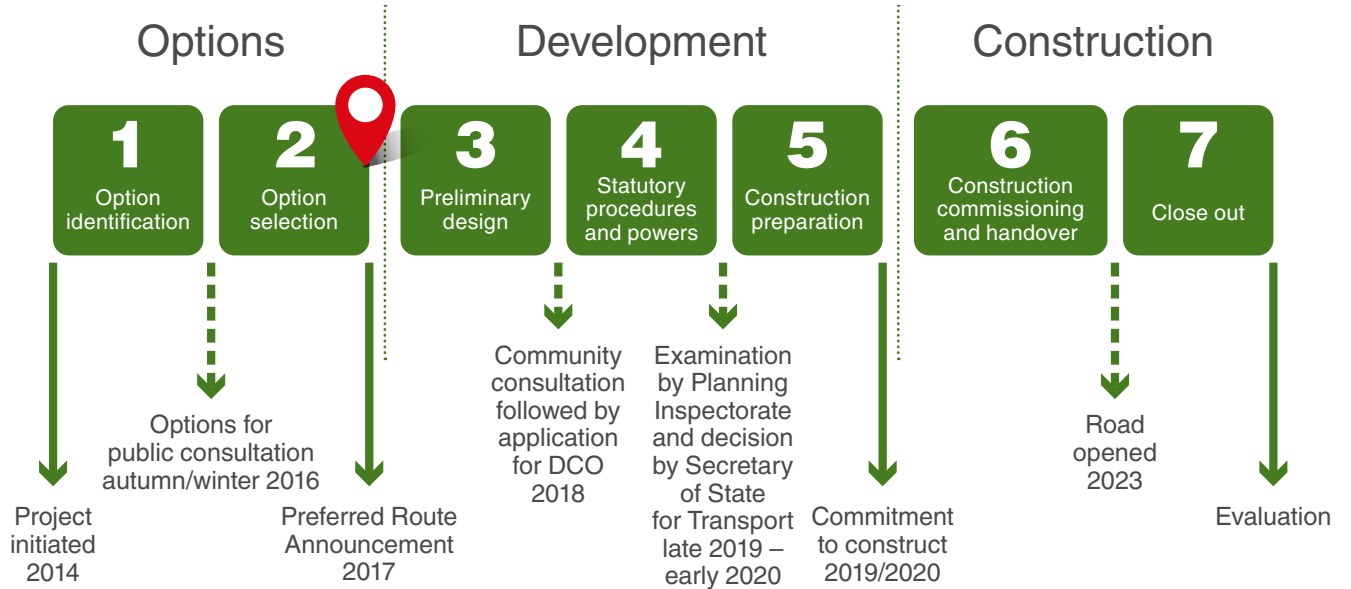 Options
Development
Construction
1
Option
identification
2
Option
selection
3
Preliminary
design
4
Statutory
procedures
and powers
5
Construction
preparation
6
Construction
commissioning
and handover
7
Close out
Project
initiated
2014
Options for
public consultation
autumn/winter 2016
Preferred Route
Announcement
2017
Community
consultation
followed by
application
for DCO
2018
Examination
by Planning
Inspectorate
and decision
by Secretary
of State
for Transport
late 2019 –
early 2020
Commitment
to construct
2019/2020
Road
opened
2023
Evaluation